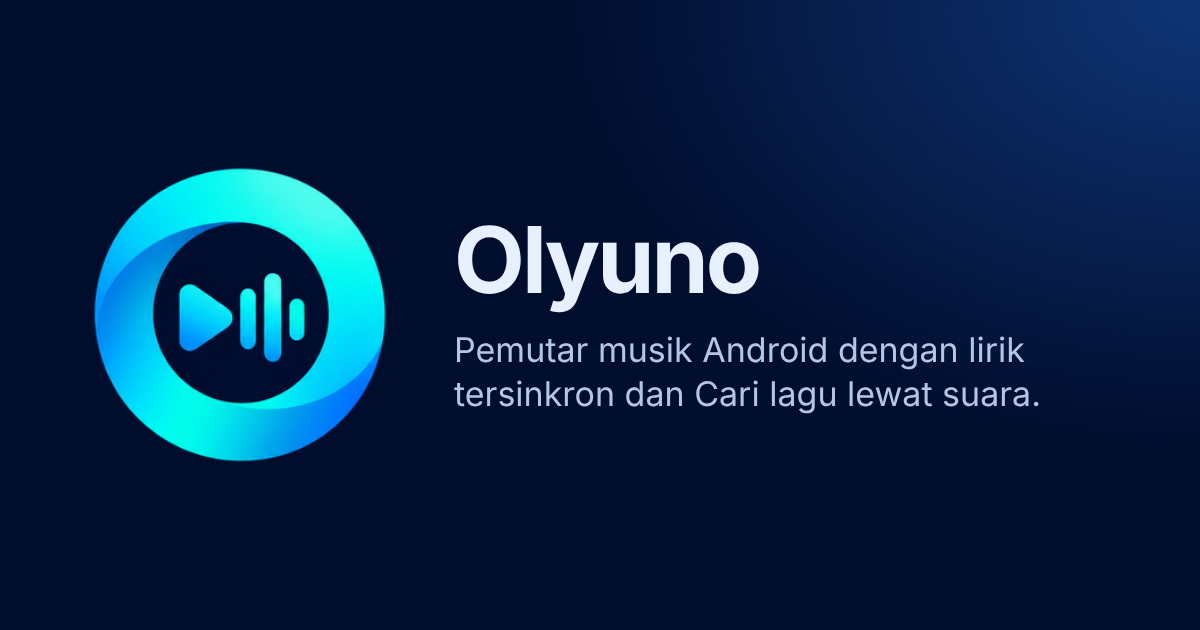 Olyuno
Pemutar musik Android dengan lirik
tersinkron dan Cari lagu lewat suara.